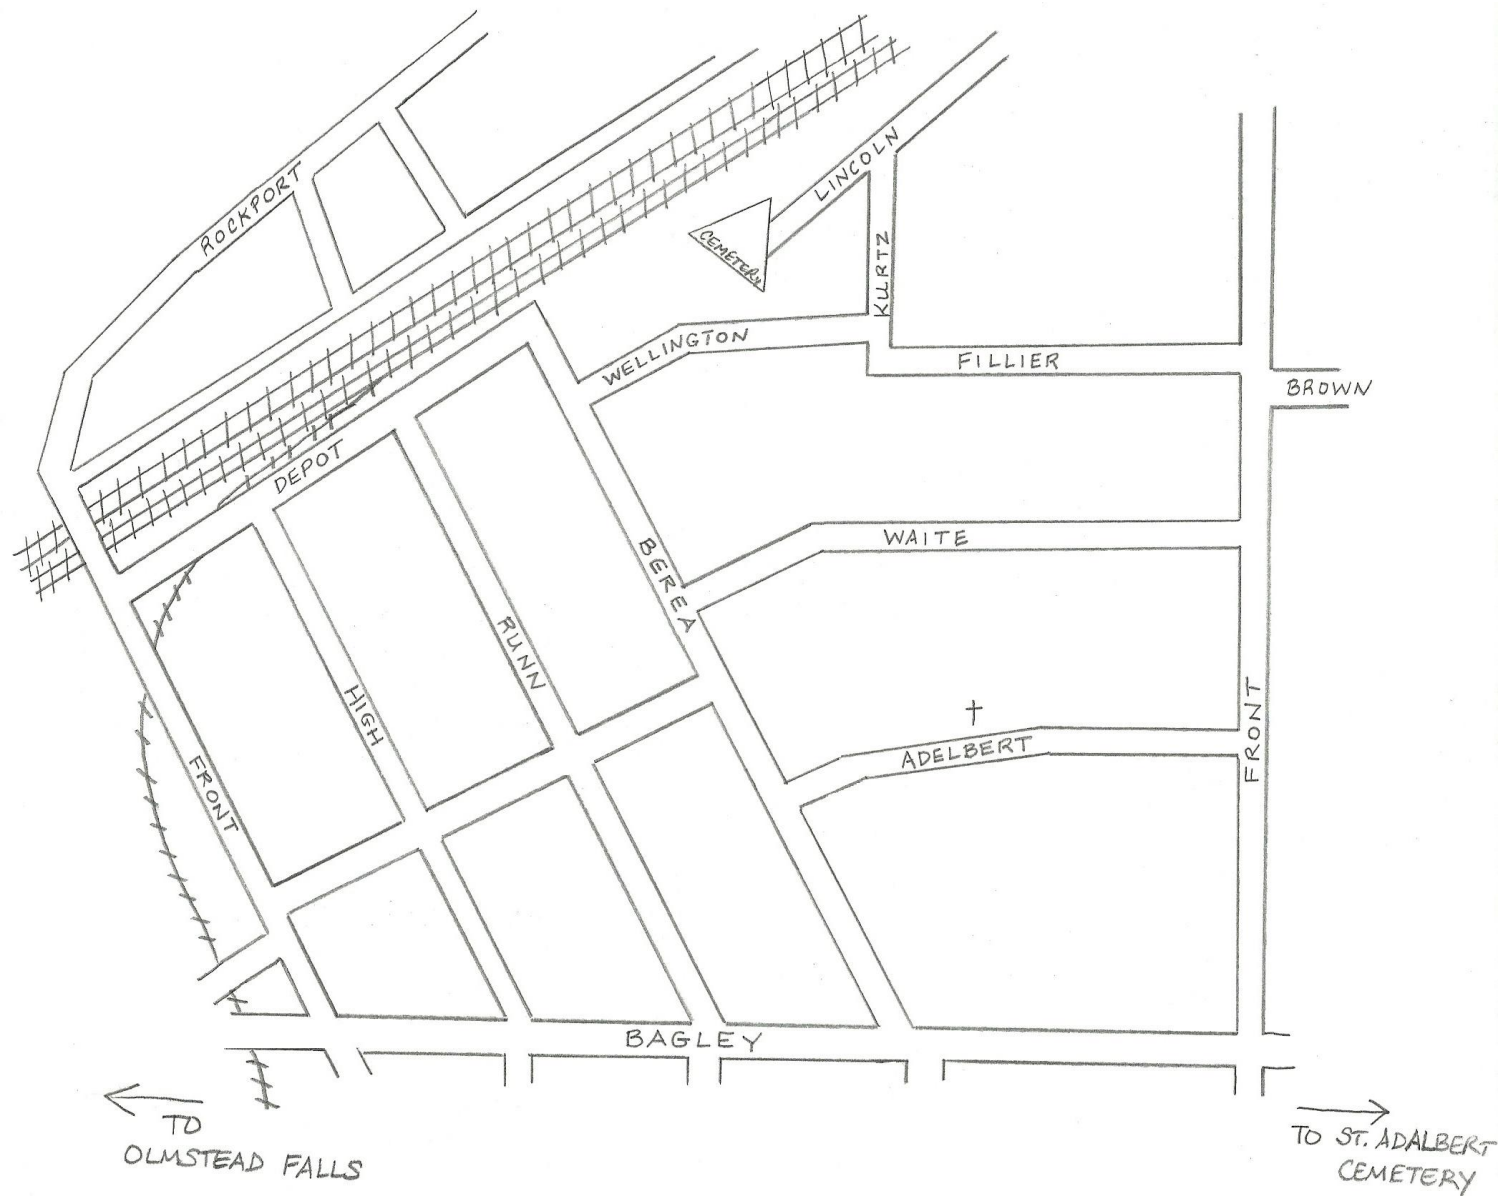 ROCKPORT
LINCOLN
CEMETERY
KURTZ
WELLINGTON
FILLIER
BROWN
DEPOT
WAITE
BEREA
RUNN
HIGH
FRONT
ADELBERT
FRONT
BAGLEY
TO
OLMSTEAD FALLS
TO ST. ADALBERT
CEMETERY